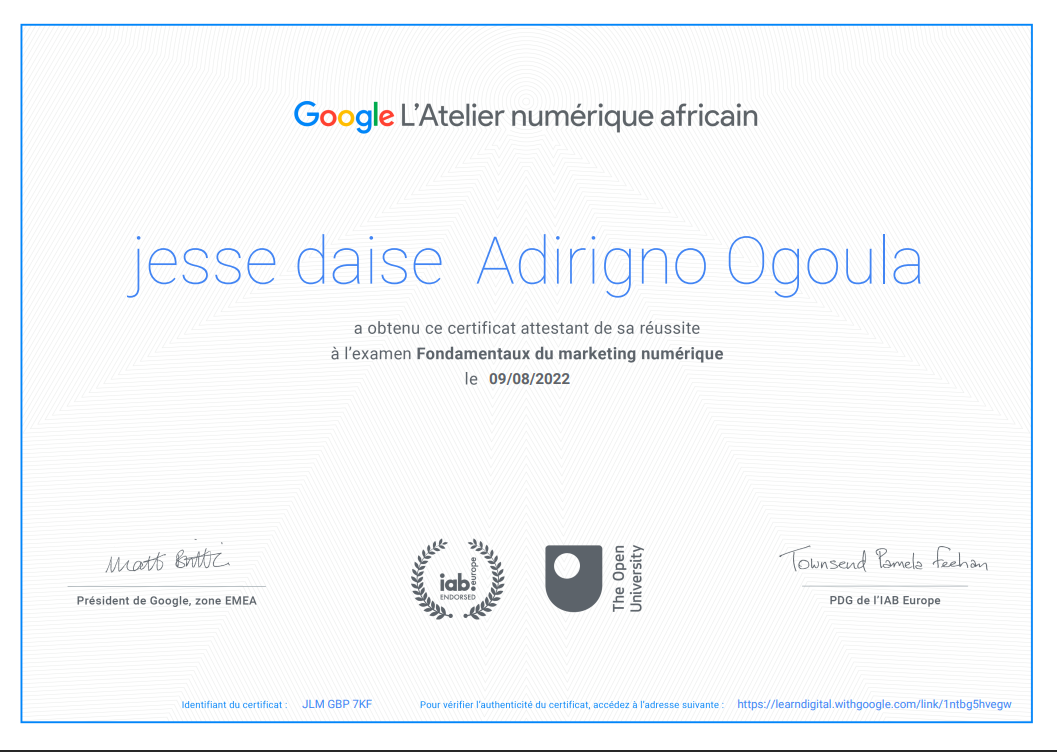 Google L'Atelier numérique africain
jesse daise Adirigno Ogoula
a obtenu ce certificat attestant de sa réussite
à l'examen Fondamentaux du marketing numérique
le 09/08/2022
Matt Brittin
Townsend Pamela Feehan
Président de Google, zone EMEA
iab. europe
ENDORSED
The Open
University
PDG de l'IAB Europe
Identifiant du certificat : JLM GBP 7KF Pour vérifier l'authenticité du certificat, accédez à l'adresse suivante : https://learndigital.withgoogle.com/link/1ntbg5hvegw